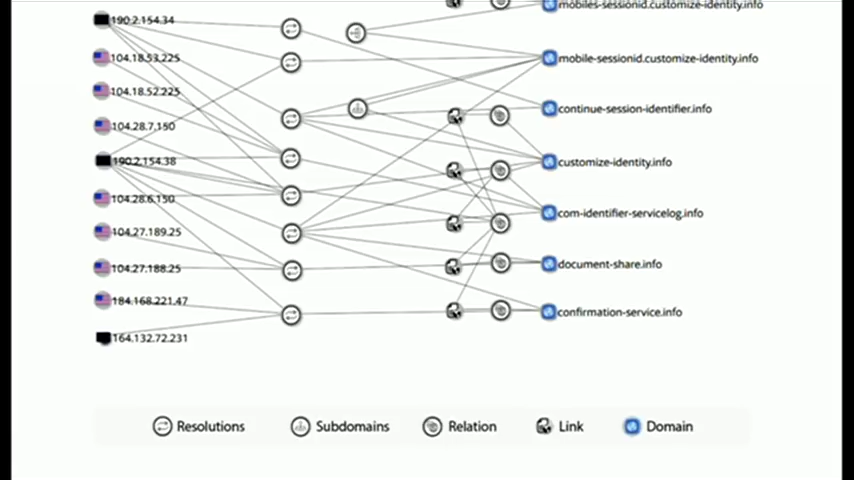 mobiles-sessionid.customize-identity.info
190.2.154.34
mobile-sessionid.customize-identity.info
104.18.53.225
104.18.52.225
continue-session-identifier.info
104.28.7.150
190.2.154.38
customize-identity.info
104.28.6.150
com-identifier-servicelog.info
104.27.189.25
104.27.188.25
document-share.info
184.168.221.47
confirmation-service.info
164.132.72.231
Resolutions Subdomains Relation Link Domain